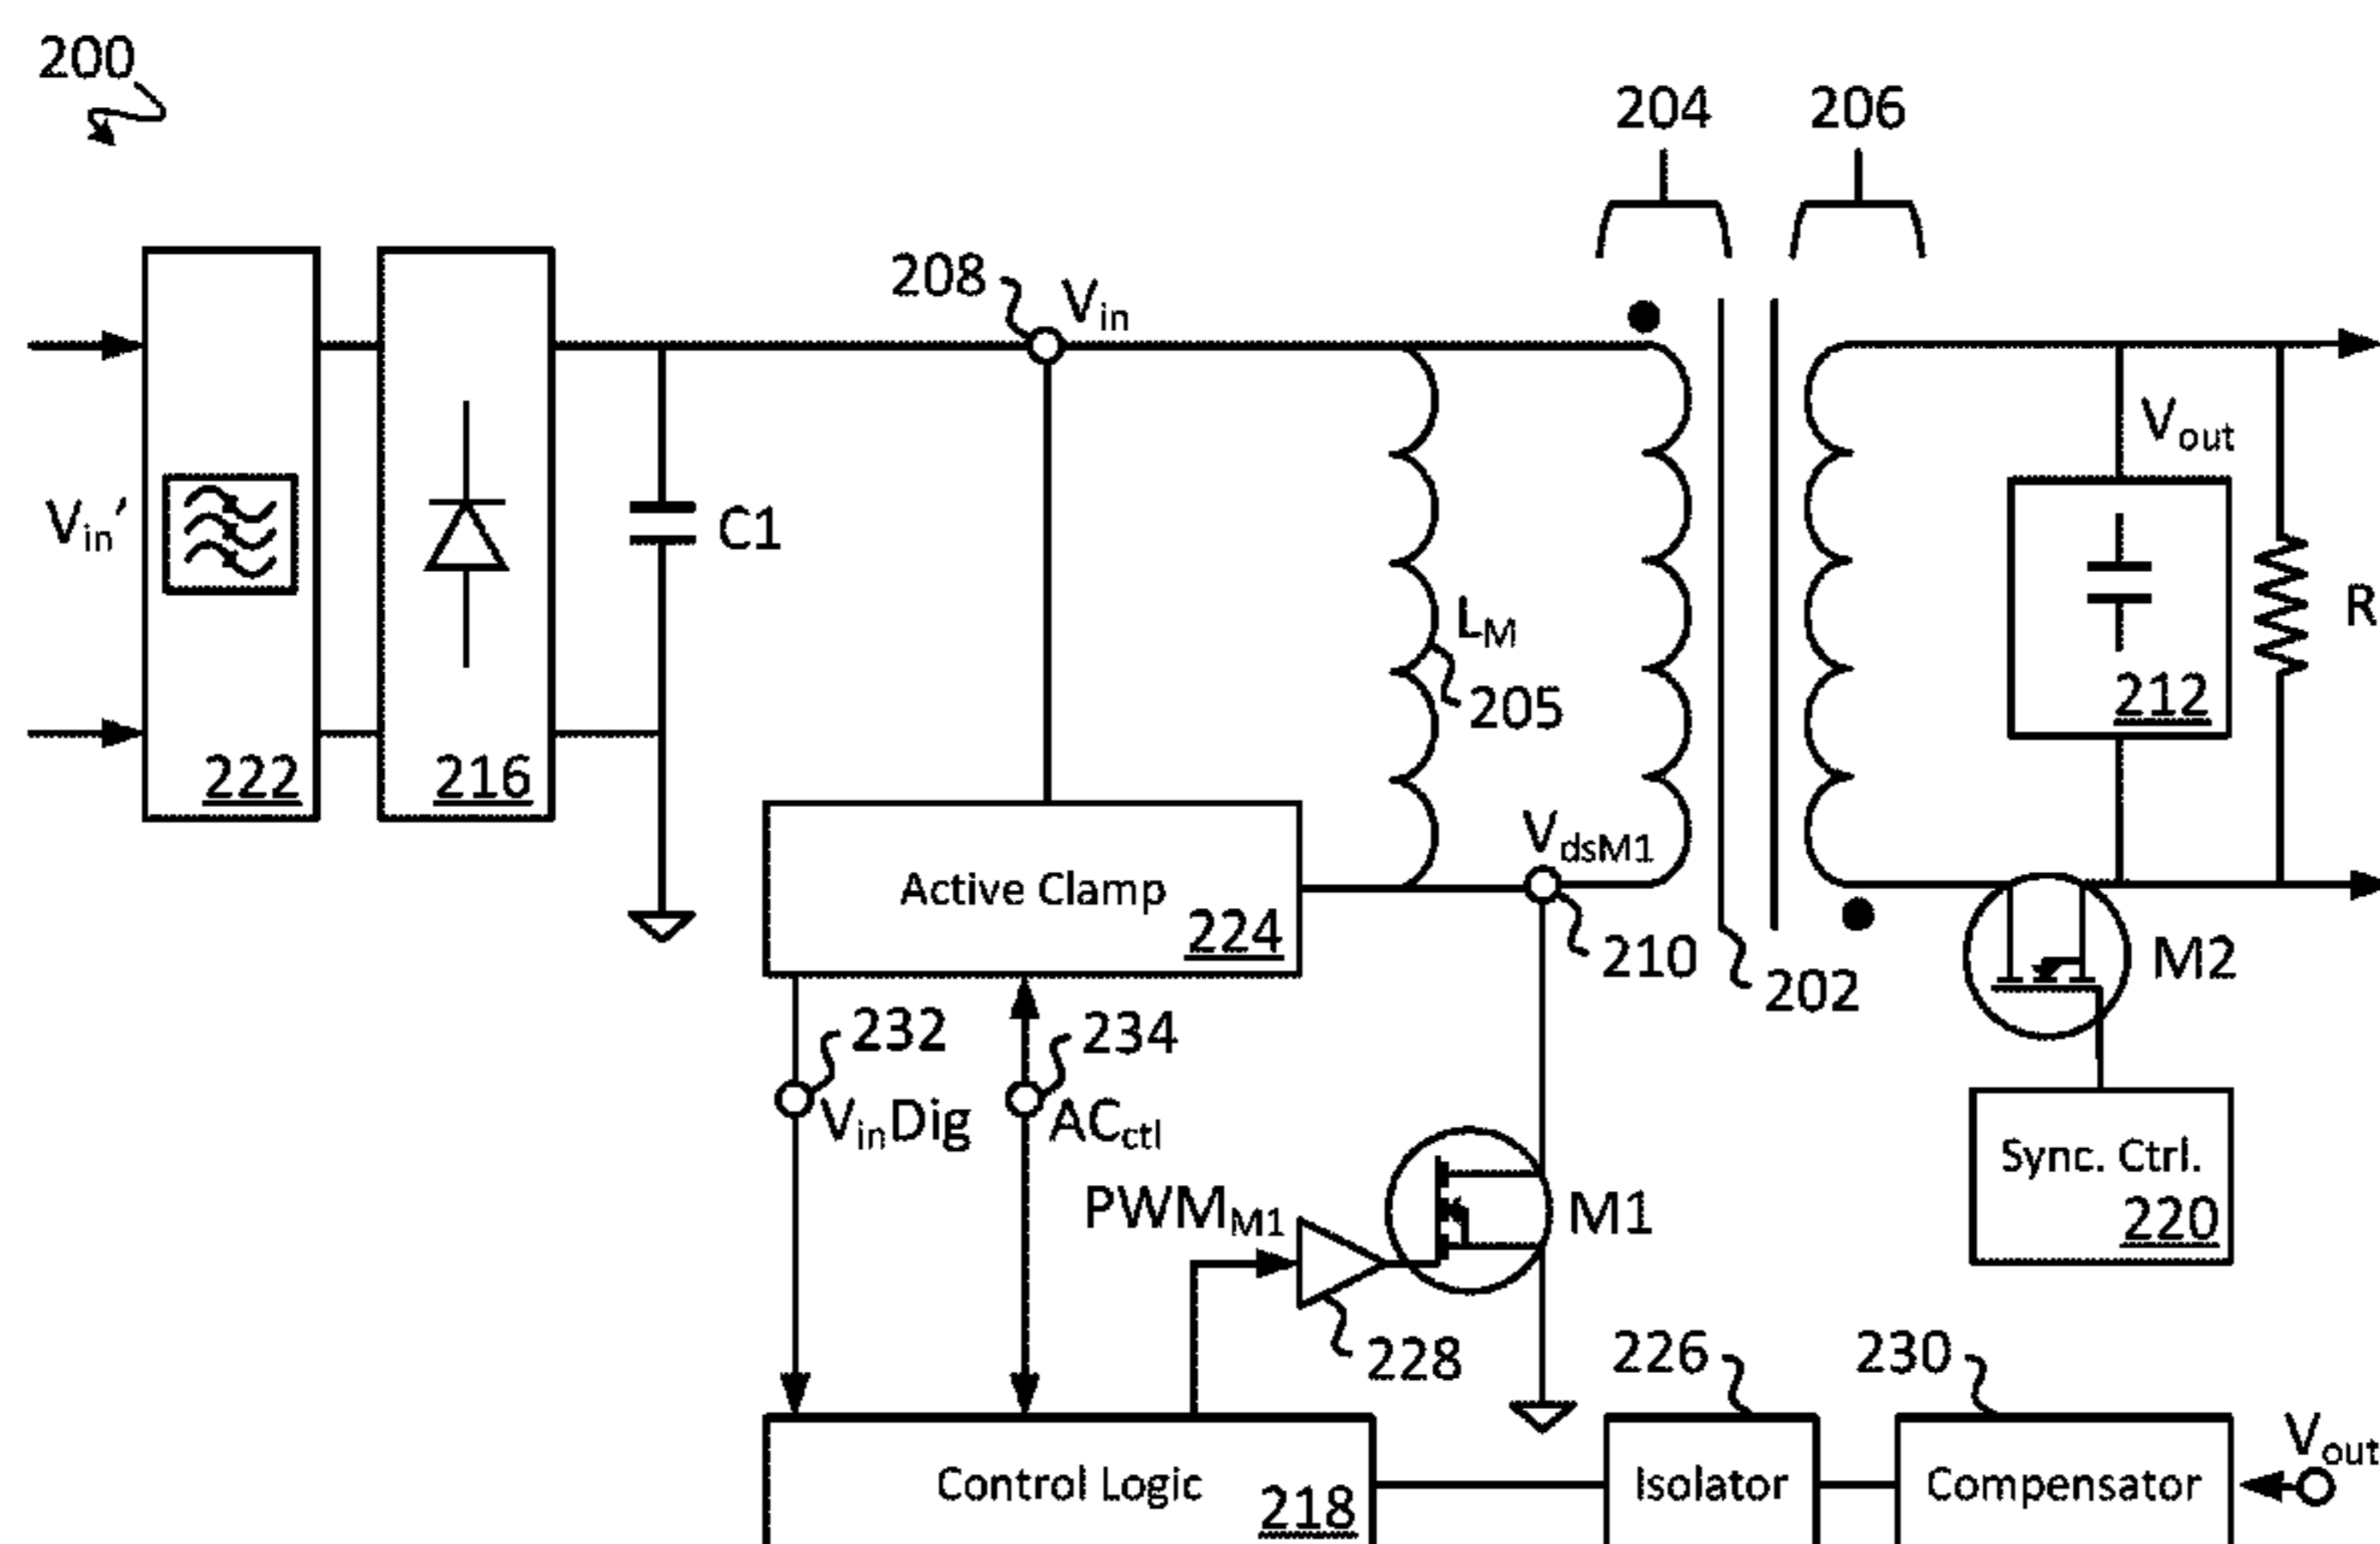 200
204
206
208
Vin
Vin′
C1
Vout
LM
R
205
212
222
216
VdsM1
Active Clamp
224
210
202
M2
232
234
VinDig
ACctl
Sync. Ctrl.
220
PWMM1
M1
228
226
230
Vout
Control Logic
218
Isolator
Compensator